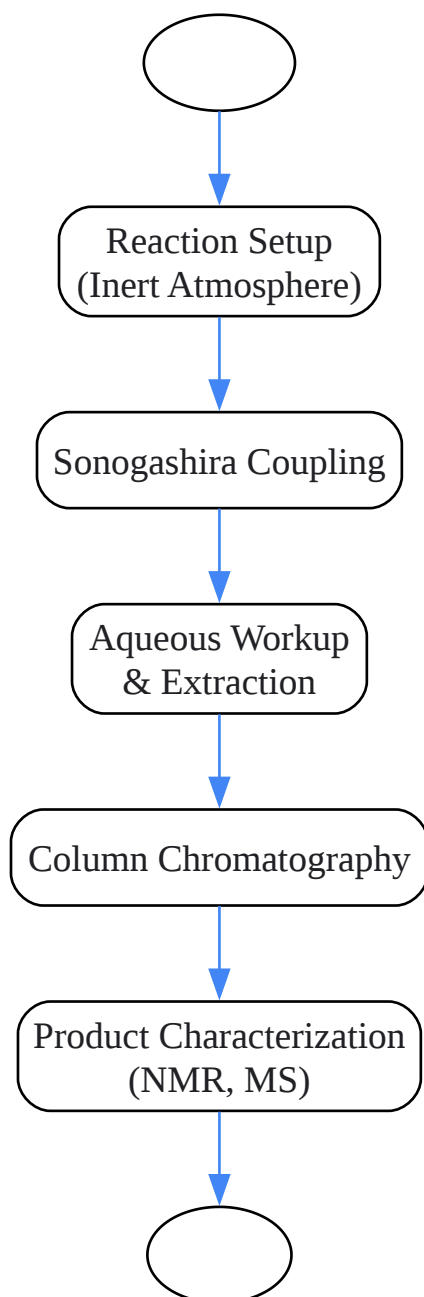 Reaction Setup
(Inert Atmosphere)
Sonogashira Coupling
Aqueous Workup
& Extraction
Column Chromatography
Product Characterization
(NMR, MS)